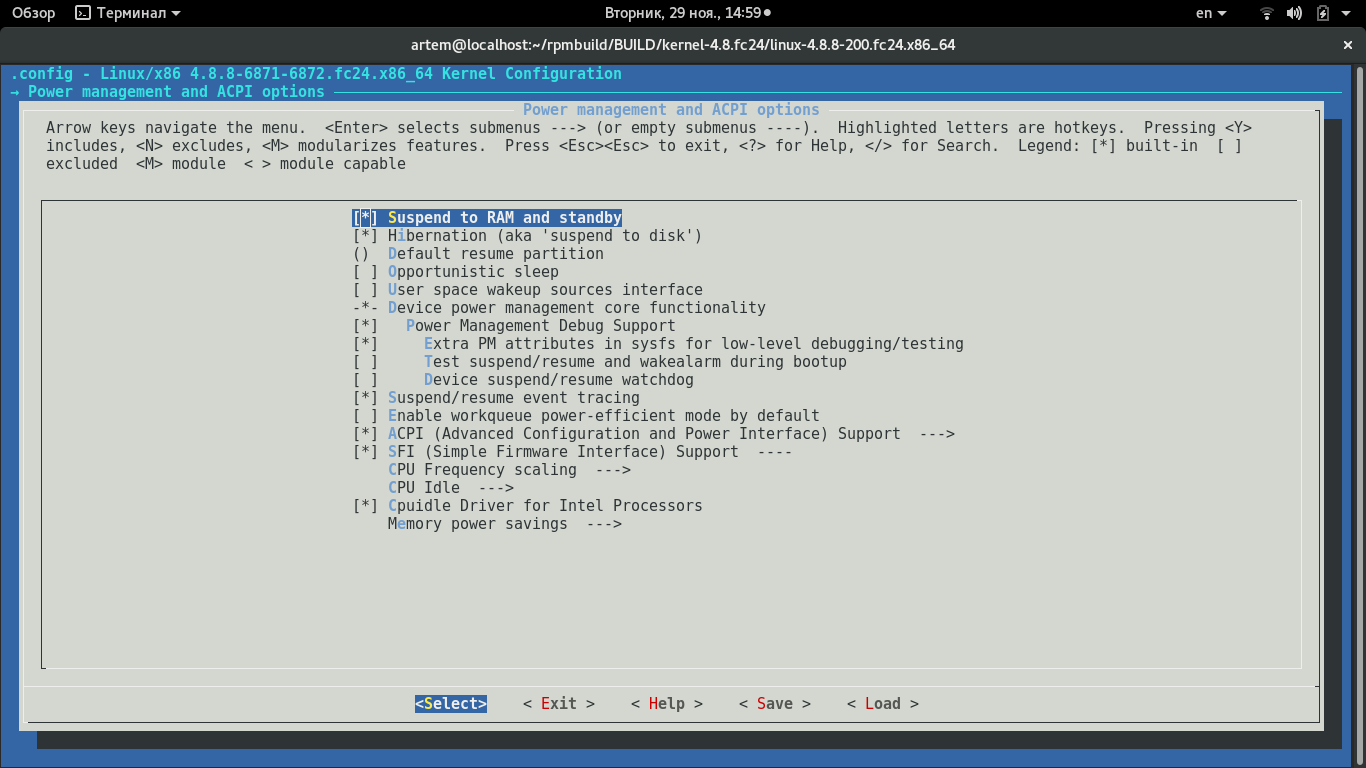 Обзор Терминал Вторник, 29 ноя., 14:59 en
artem@localhost:~/rpmbuild/BUILD/kernel-4.8.fc24/linux-4.8.8-200.fc24.x86_64 ×
.config - Linux/x86 4.8.8-6871-6872.fc24.x86_64 Kernel Configuration
→ Power management and ACPI options
Power management and ACPI options
Arrow keys navigate the menu.  <Enter> selects submenus ---> (or empty submenus ----).  Highlighted letters are hotkeys.  Pressing <Y>
includes, <N> excludes, <M> modularizes features.  Press <Esc><Esc> to exit, <?> for Help, </> for Search.  Legend: [*] built-in  [ ]
excluded  <M> module  < > module capable
[*] Suspend to RAM and standby
[*] Hibernation (aka 'suspend to disk')
()  Default resume partition
[ ] Opportunistic sleep
[ ] User space wakeup sources interface
-*- Device power management core functionality
[*]   Power Management Debug Support
[*]     Extra PM attributes in sysfs for low-level debugging/testing
[ ]     Test suspend/resume and wakealarm during bootup
[ ]     Device suspend/resume watchdog
[*] Suspend/resume event tracing
[ ] Enable workqueue power-efficient mode by default
[*] ACPI (Advanced Configuration and Power Interface) Support  --->
[*] SFI (Simple Firmware Interface) Support  ----
CPU Frequency scaling  --->
CPU Idle  --->
[*] Cpuidle Driver for Intel Processors
Memory power savings  --->
<Select>    < Exit >    < Help >    < Save >    < Load >